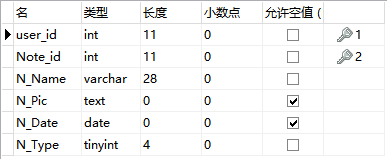 名 类型 长度 小数点 允许空值 (
user_id int 11 0 1
Note_id int 11 0 2
N_Name varchar 28 0
N_Pic text 0 0
N_Date date 0 0
N_Type tinyint 4 0